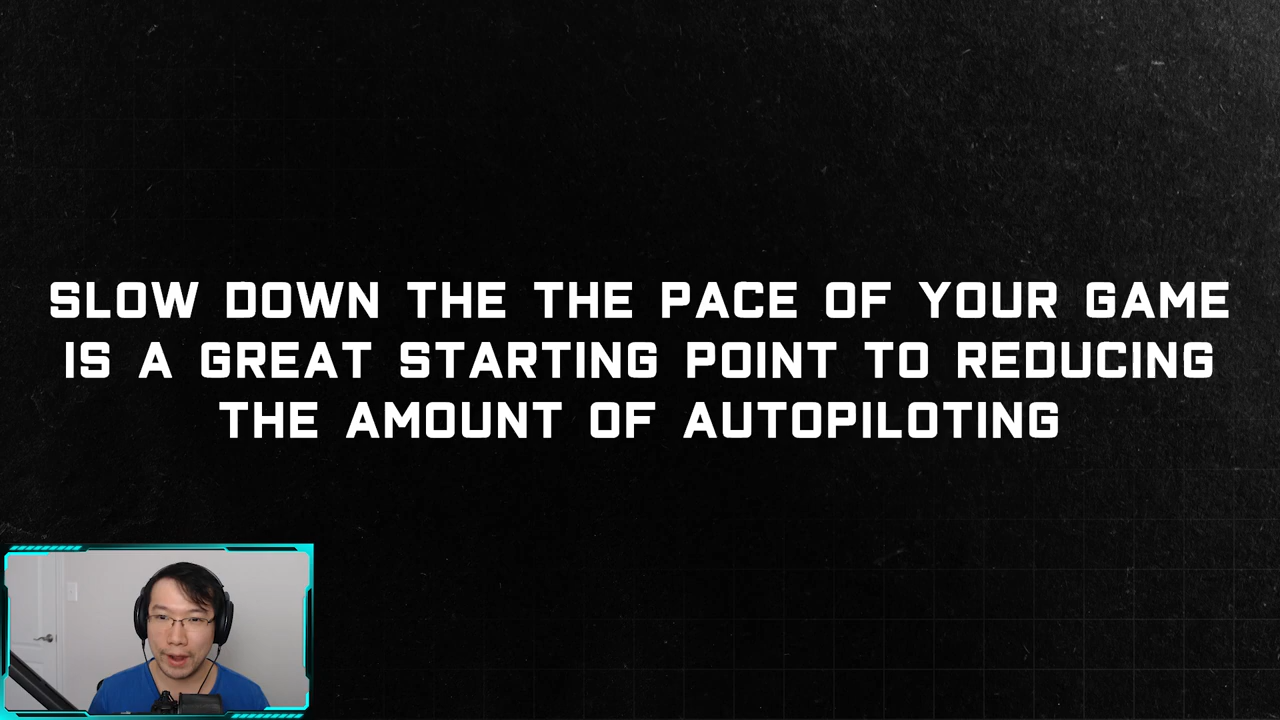 SLOW DOWN THE THE PACE OF YOUR GAME
IS A GREAT STARTING POINT TO REDUCING
THE AMOUNT OF AUTOPILOTING